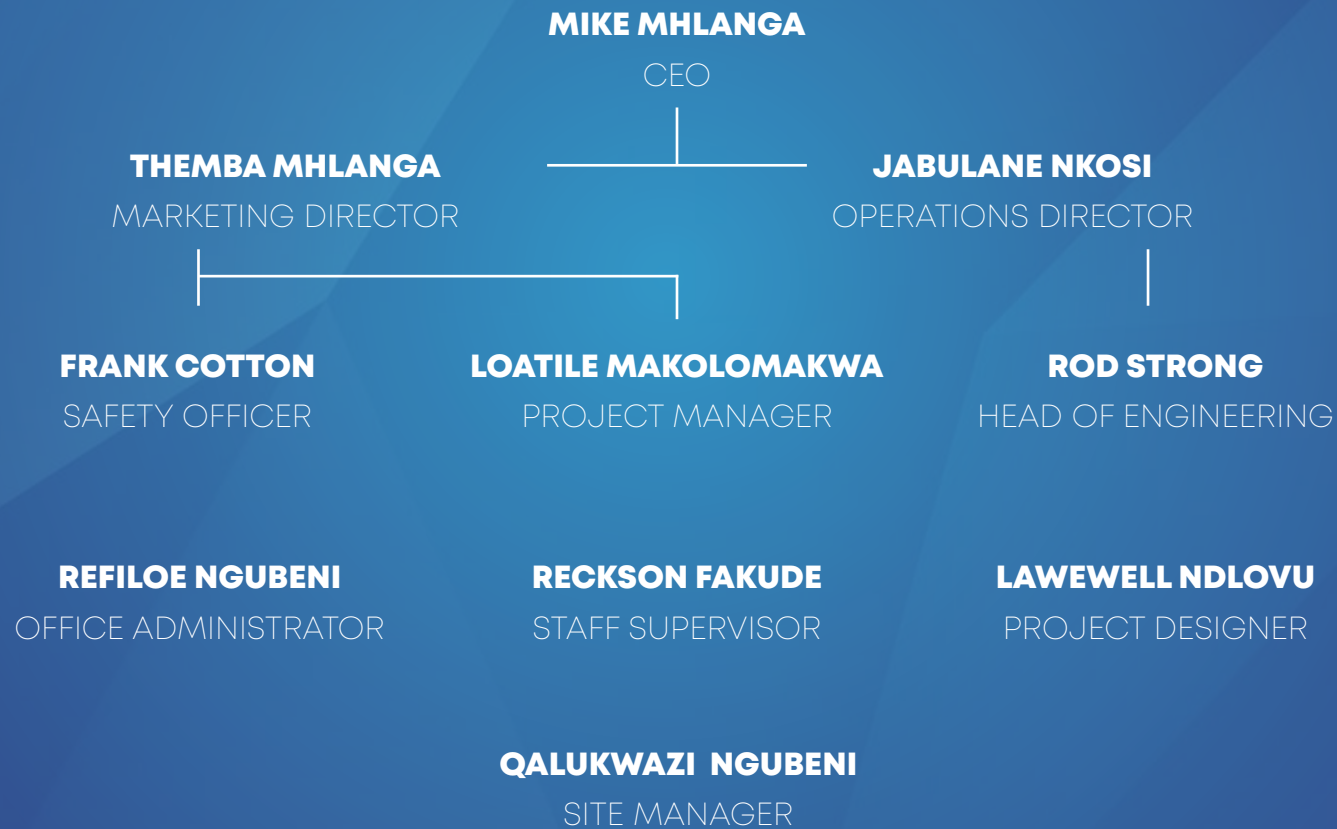 MIKE MHLANGA
CEO
THEMBA MHLANGA
MARKETING DIRECTOR
JABULANE NKOSI
OPERATIONS DIRECTOR
FRANK COTTON
SAFETY OFFICER
LOATILE MAKOLOMAKWA
PROJECT MANAGER
ROD STRONG
HEAD OF ENGINEERING
REFILOE NGUBENI
OFFICE ADMINISTRATOR
RECKSON FAKUDE
STAFF SUPERVISOR
LAWEWELL NDLOVU
PROJECT DESIGNER
QALUKWAZI NGUBENI
SITE MANAGER